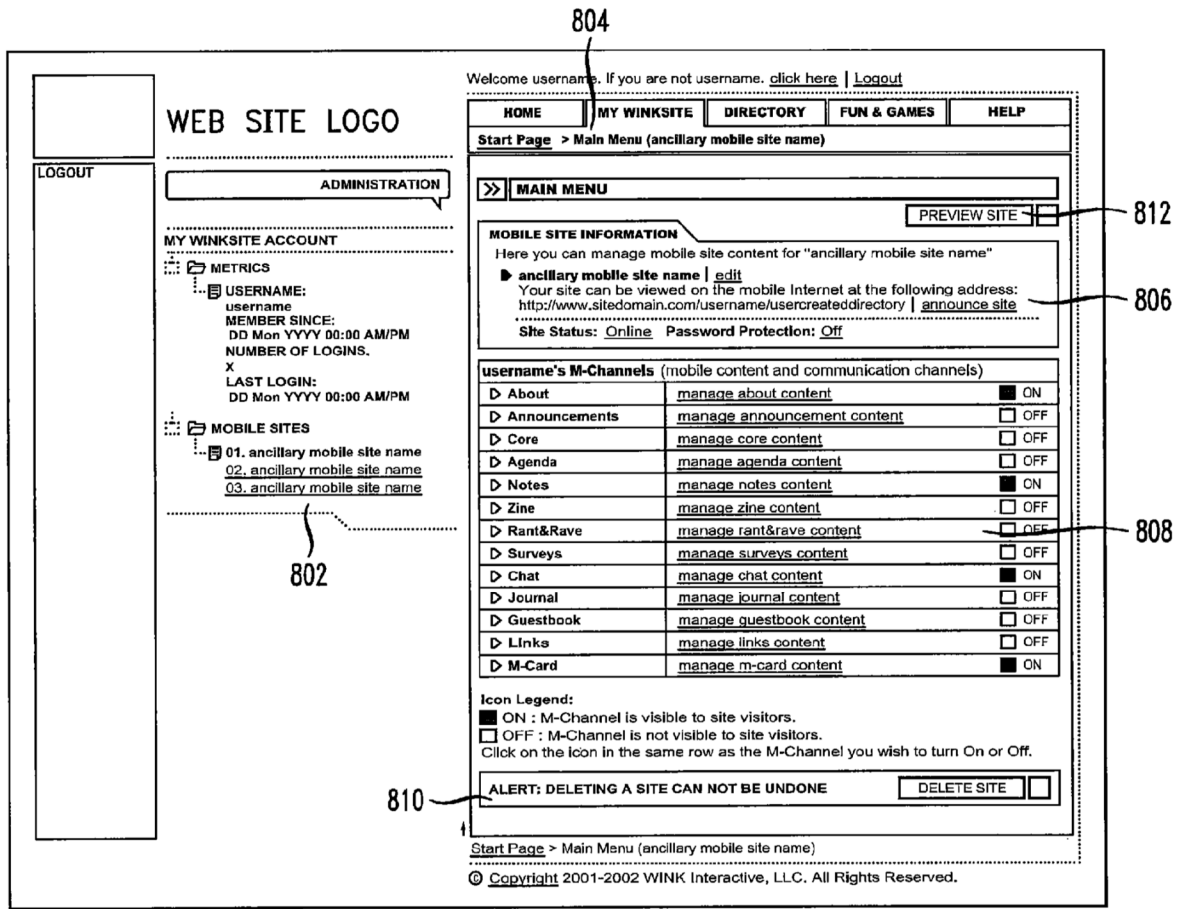 804
Welcome username. If you are not username. click here | Logout
WEB SITE LOGO
HOME
MY WINKSITE
DIRECTORY
FUN & GAMES
HELP
Start Page > Main Menu (ancillary mobile site name)
LOGOUT
ADMINISTRATION
MY WINKSITE ACCOUNT
METRICS
USERNAME:
username
MEMBER SINCE:
DD Mon YYYY 00:00 AM/PM
NUMBER OF LOGINS.
X
LAST LOGIN:
DD Mon YYYY 00:00 AM/PM
MOBILE SITES
01. ancillary mobile site name
02. ancillary mobile site name
03. ancillary mobile site name
802
>> MAIN MENU
PREVIEW SITE
812
MOBILE SITE INFORMATION
Here you can manage mobile site content for "ancillary mobile site name"
ancillary mobile site name | edit
Your site can be viewed on the mobile Internet at the following address:
http://www.sitedomain.com/username/usercreateddirectory | announce site
806
Site Status: Online Password Protection: Off
username's M-Channels (mobile content and communication channels)
About manage about content ON
Announcements manage announcement content OFF
Core manage core content OFF
Agenda manage agenda content OFF
Notes manage notes content ON
Zine manage zine content OFF
Rant&Rave manage rant&rave content OFF
808
Surveys manage surveys content OFF
Chat manage chat content ON
Journal manage journal content OFF
Guestbook manage guestbook content OFF
Links manage links content OFF
M-Card manage m-card content ON
Icon Legend:
ON : M-Channel is visible to site visitors.
OFF : M-Channel is not visible to site visitors.
Click on the icon in the same row as the M-Channel you wish to turn On or Off.
810
ALERT: DELETING A SITE CAN NOT BE UNDONE
DELETE SITE
Start Page > Main Menu (ancillary mobile site name)
© Copyright 2001-2002 WINK Interactive, LLC. All Rights Reserved.